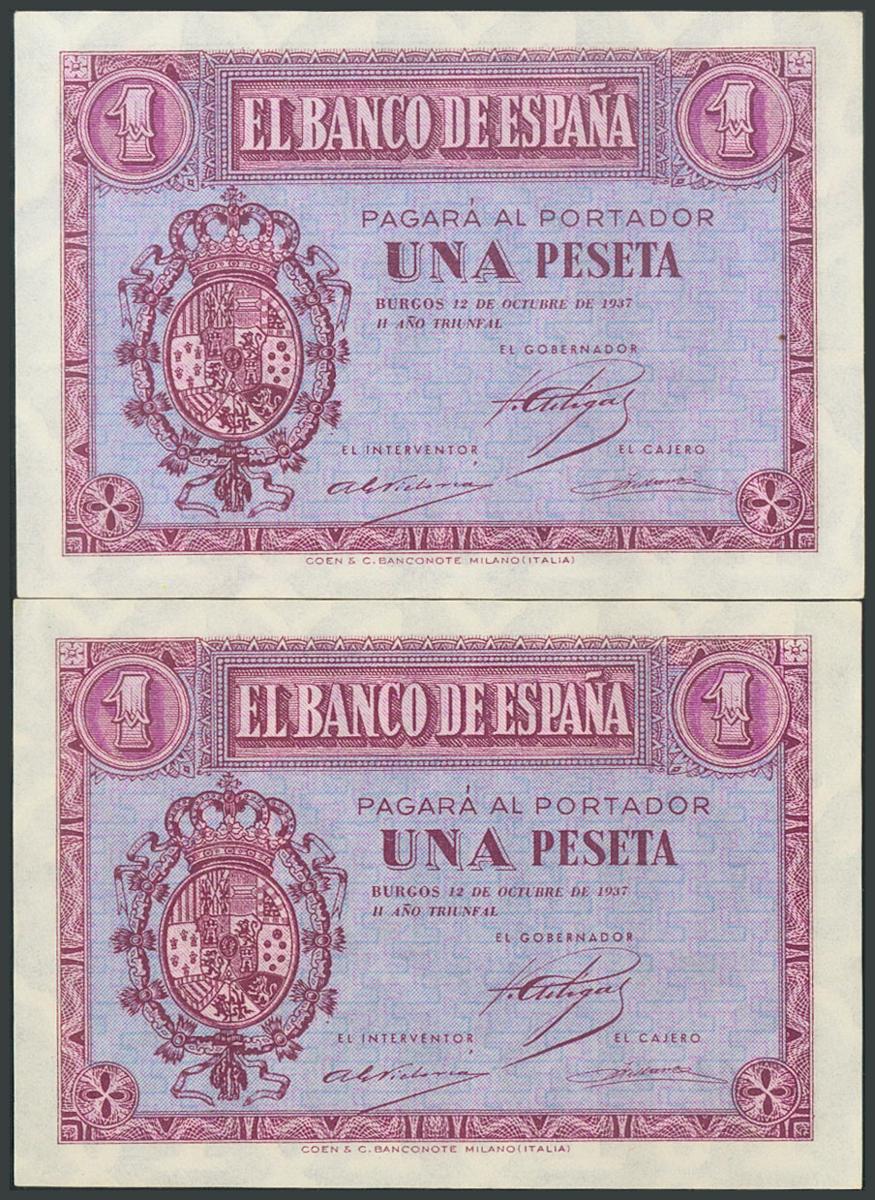 1 EL BANCO DE ESPAÑA 1
PAGARÁ AL PORTADOR
UNA PESETA
BURGOS 12 DE OCTUBRE DE 1937
II AÑO TRIUNFAL
EL GOBERNADOR
EL INTERVENTOR EL CAJERO
COEN & C. BANCONOTE MILANO (ITALIA)
1 EL BANCO DE ESPAÑA 1
PAGARÁ AL PORTADOR
UNA PESETA
BURGOS 12 DE OCTUBRE DE 1937
II AÑO TRIUNFAL
EL GOBERNADOR
EL INTERVENTOR EL CAJERO
COEN & C. BANCONOTE MILANO (ITALIA)